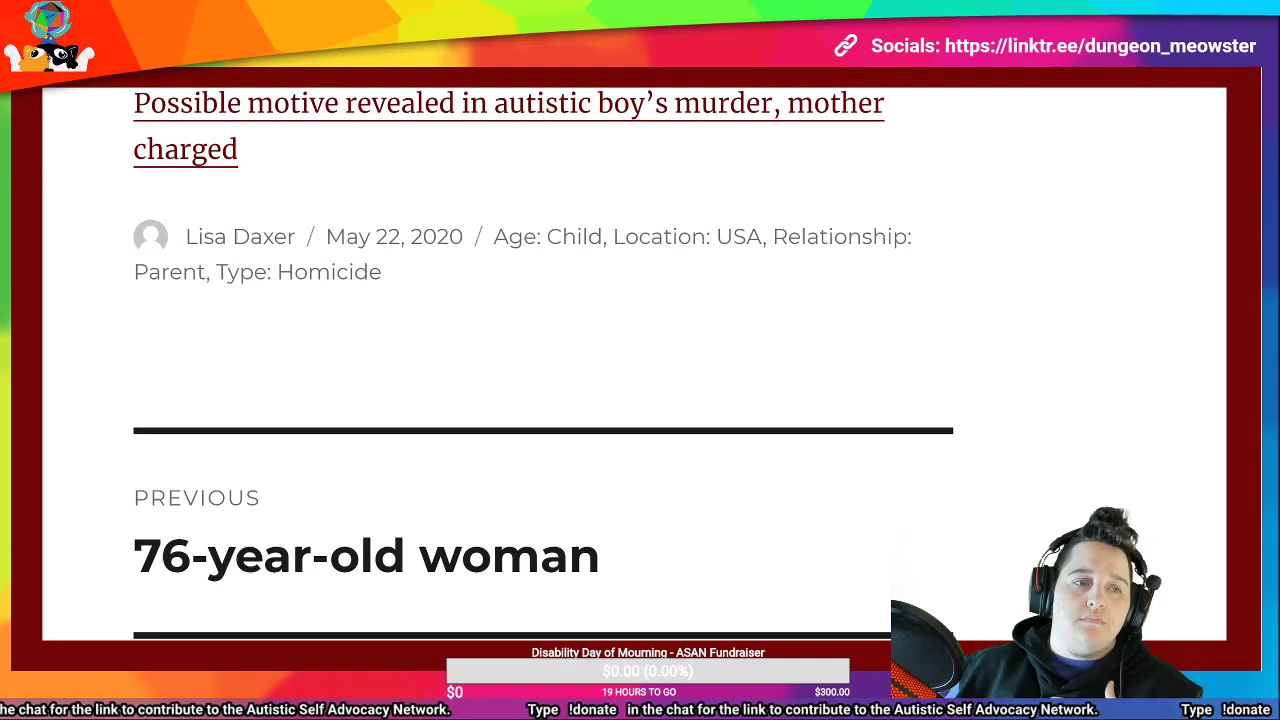 Socials: https://linktr.ee/dungeon_meowster
Possible motive revealed in autistic boy’s murder, mother
charged
Lisa Daxer / May 22, 2020 / Age: Child, Location: USA, Relationship:
Parent, Type: Homicide
PREVIOUS
76-year-old woman
Disability Day of Mourning - ASAN Fundraiser
$0.00 (0.00%)
$0 19 HOURS TO GO $300.00
he chat for the link to contribute to the Autistic Self Advocacy Network. Type !donate in the chat for the link to contribute to the Autistic Self Advocacy Network. Type !donate